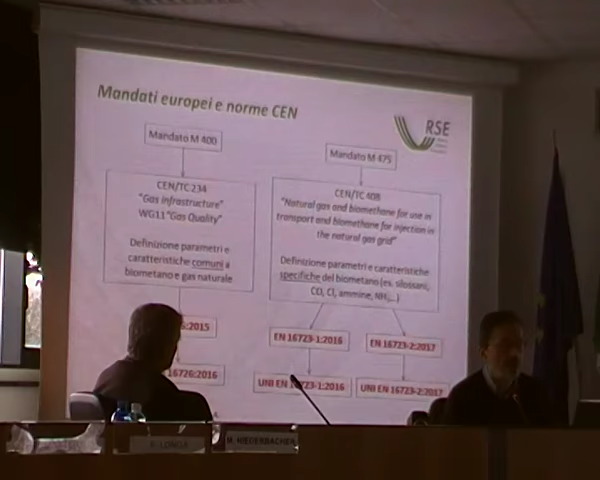 Mandati europei e norme CEN
RSE
Mandato M 400
Mandato M 475
CEN/TC 234
"Gas infrastructure"
WG11 "Gas Quality"
Definizione parametri e
caratteristiche comuni a
biometano e gas naturale
CEN/TC 408
"Natural gas and biomethane for use in
transport and biomethane for injection in
the natural gas grid"
Definizione parametri e caratteristiche
specifiche del biometano (es. silossani,
CO, Cl, ammine, NH3,..)
6:2015
EN 16723-1:2016
EN 16723-2:2017
16726:2016
UNI EN 16723-1:2016
UNI EN 16723-2:2017